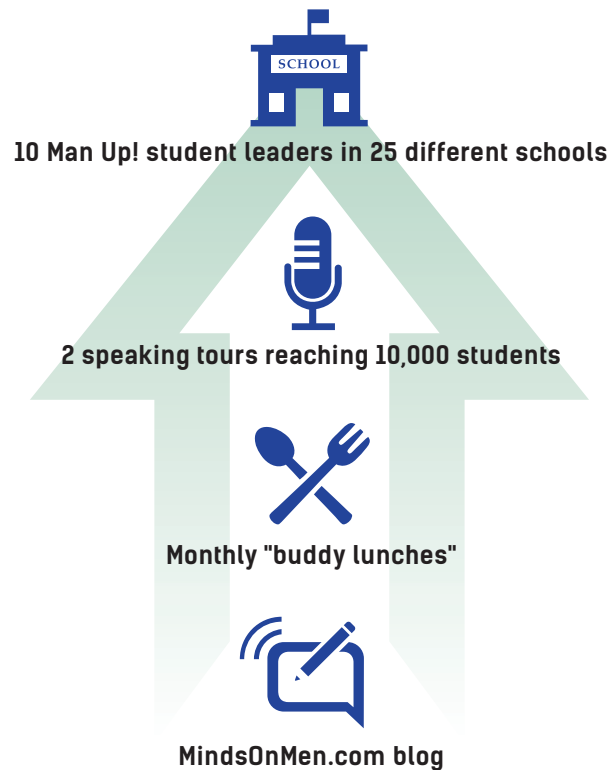 SCHOOL
10 Man Up! student leaders in 25 different schools
2 speaking tours reaching 10,000 students
Monthly "buddy lunches"
MindsOnMen.com blog